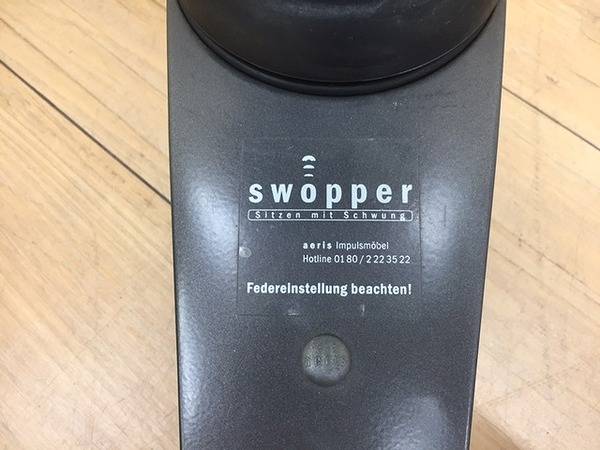 swopper
Sitzen mit Schwung
aeris Impulsmöbel
Hotline 01 80 / 2 22 35 22
Federeinstellung beachten!